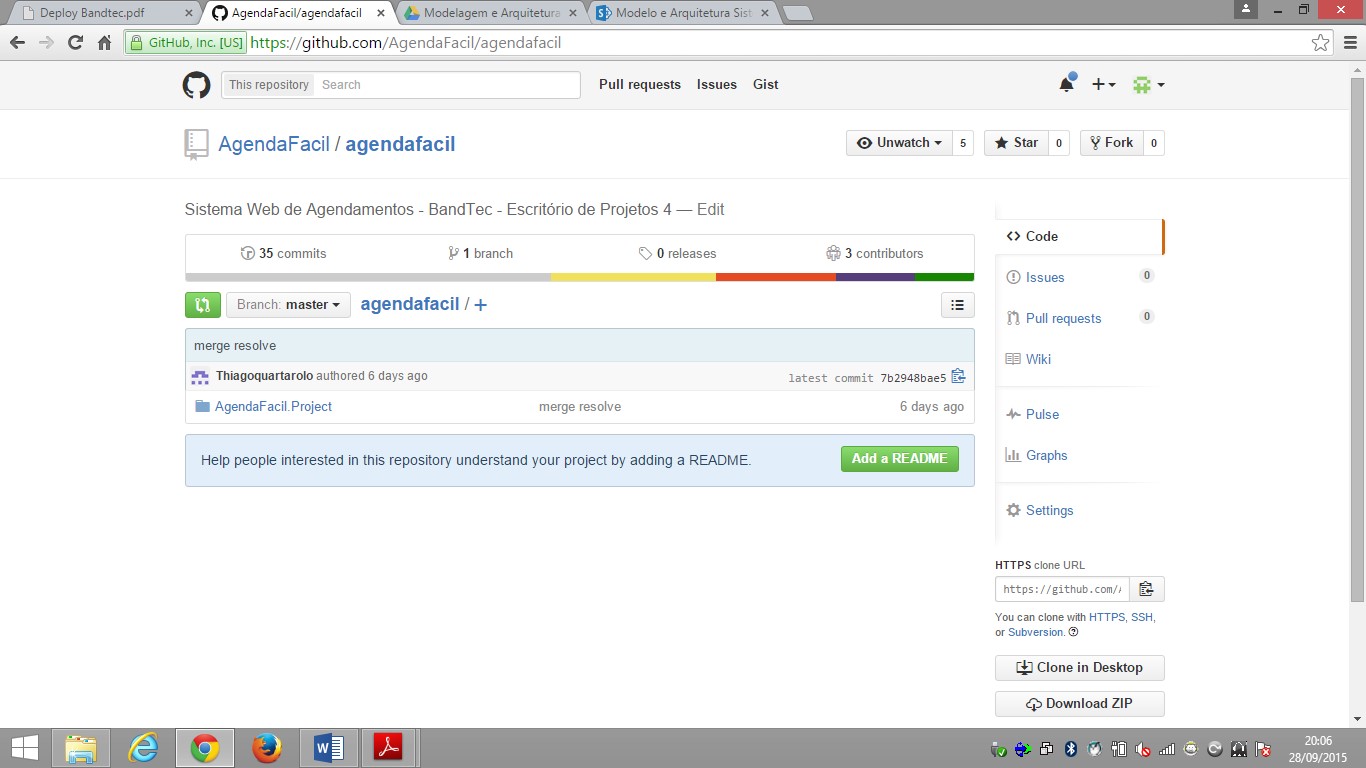 Deploy Bandtec.pdf
AgendaFacil/agendafacil
Modelagem e Arquitetura
Modelo e Arquitetura Sist
GitHub, Inc. [US] https://github.com/AgendaFacil/agendafacil
This repository Search Pull requests Issues Gist
AgendaFacil / agendafacil
Unwatch 5 Star 0 Fork 0
Sistema Web de Agendamentos - BandTec - Escritório de Projetos 4 — Edit
35 commits 1 branch 0 releases 3 contributors
Branch: master agendafacil / +
merge resolve
Thiagoquartarolo authored 6 days ago latest commit 7b2948bae5
AgendaFacil.Project merge resolve 6 days ago
Help people interested in this repository understand your project by adding a README. Add a README
Code
Issues 0
Pull requests 0
Wiki
Pulse
Graphs
Settings
HTTPS clone URL
https://github.com/A
You can clone with HTTPS, SSH,
or Subversion.
Clone in Desktop
Download ZIP
20:06
28/09/2015